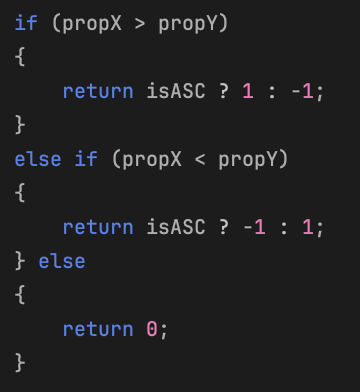 if (propX > propY)
{
    return isASC ? 1 : -1;
}
else if (propX < propY)
{
    return isASC ? -1 : 1;
} else
{
    return 0;
}